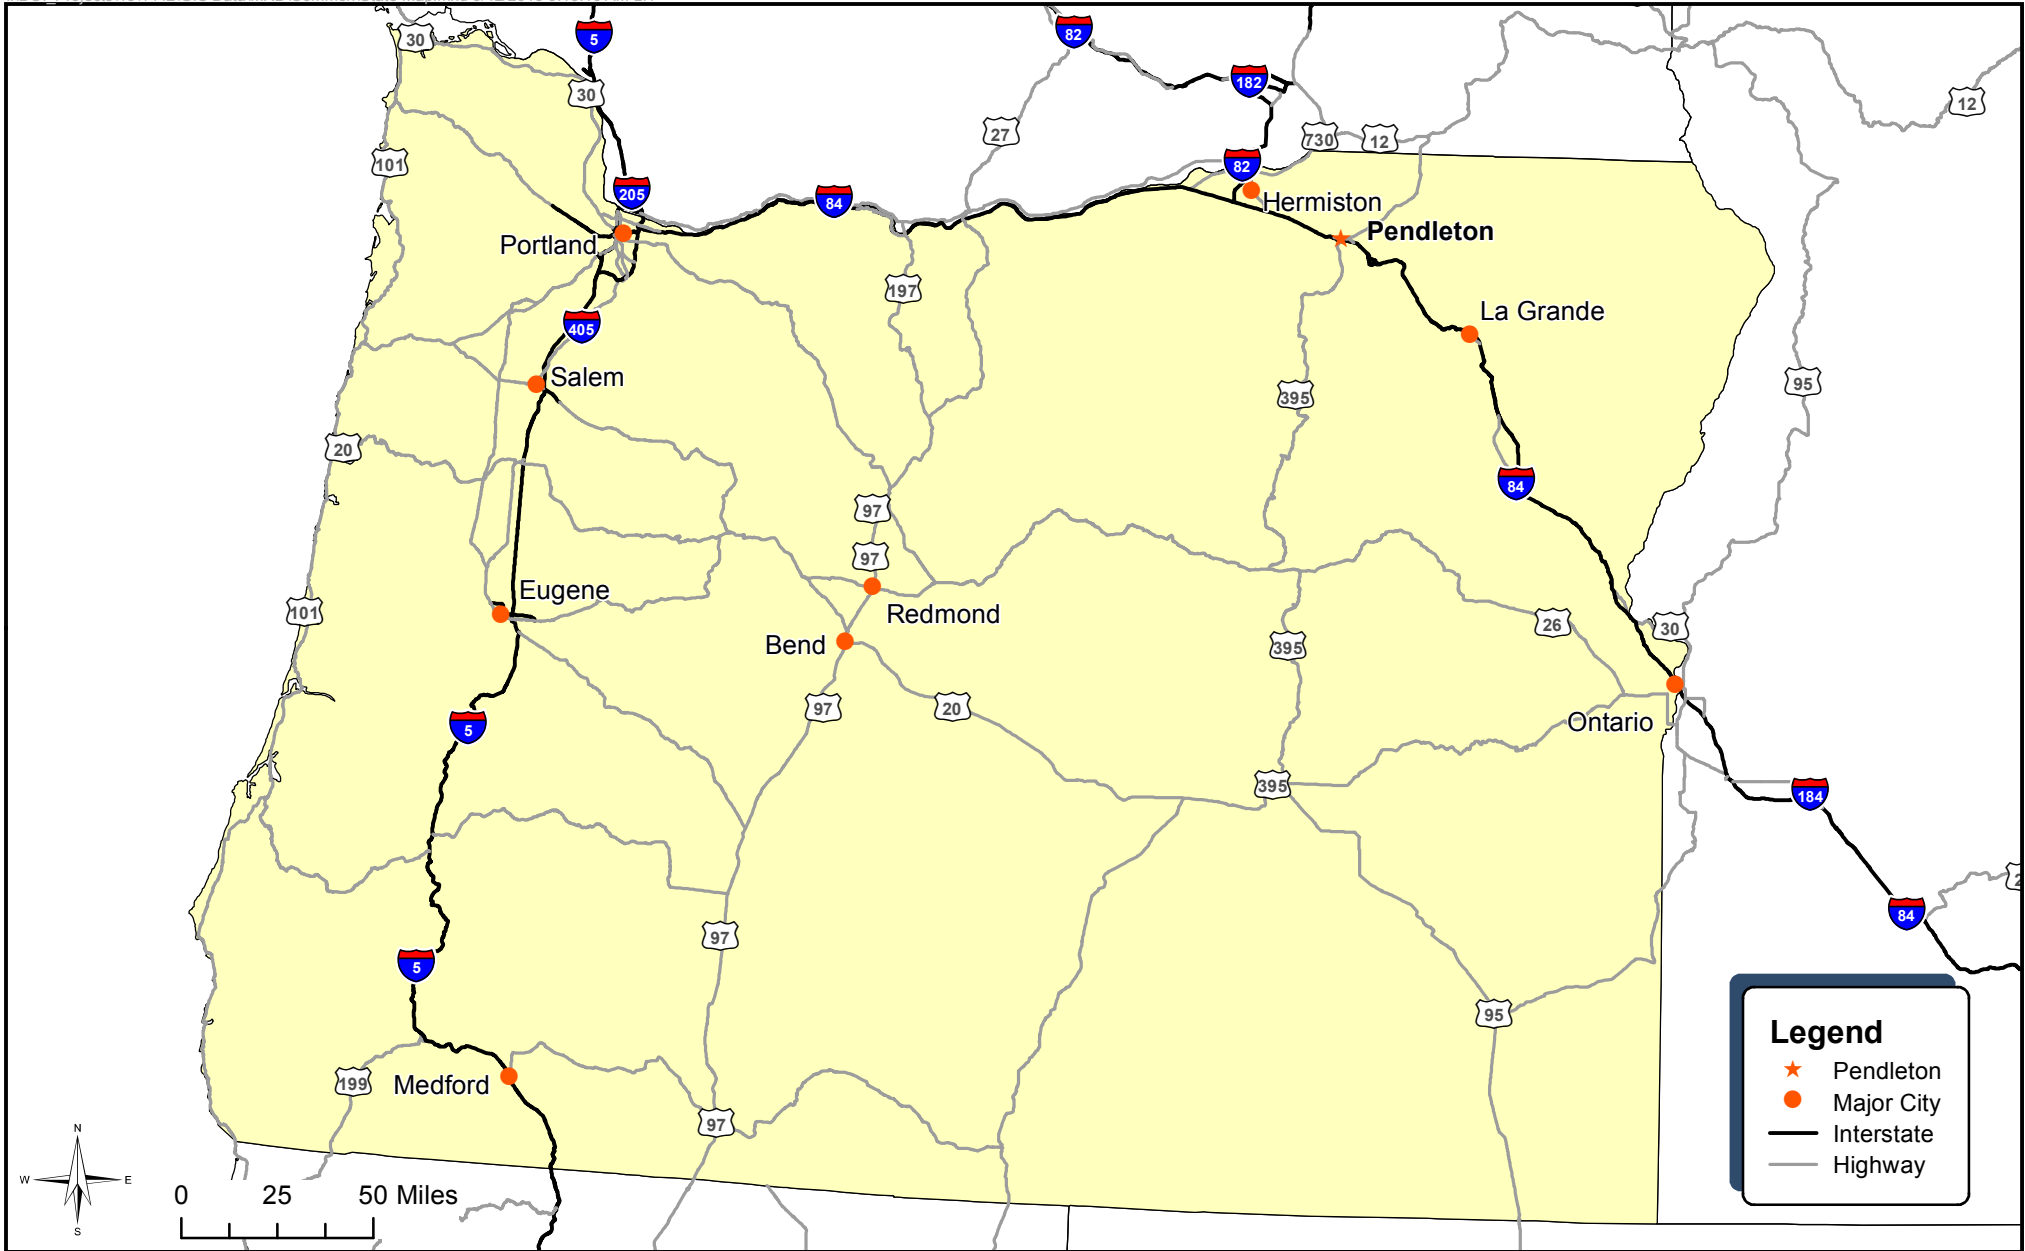 30
5
82
182
30
27
12
730
12
101
82
205
84
Hermiston
Portland
Pendleton
197
La Grande
405
Salem
395
95
20
84
97
97
Eugene
Redmond
101
26
30
Bend
395
97
20
Ontario
5
395
184
84
97
5
95
Legend
Pendleton
Major City
Interstate
Highway
199
Medford
97
N
W E
S
0 25 50 Miles